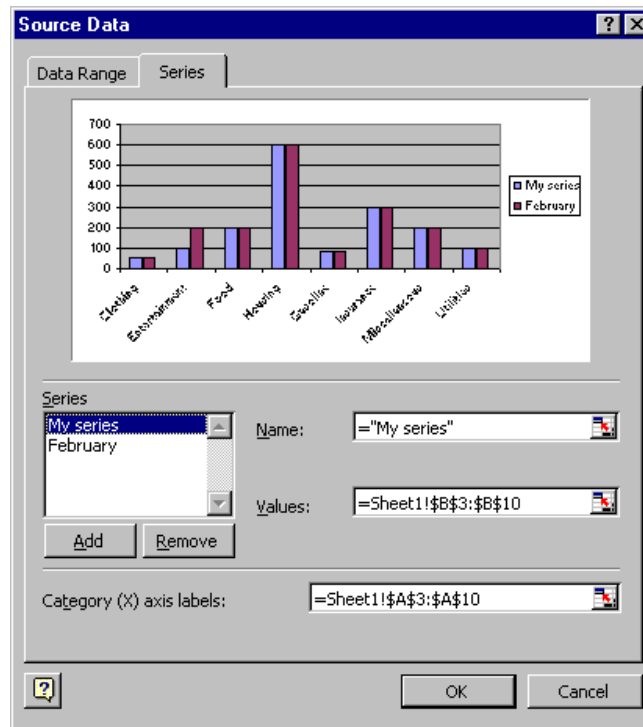 Source Data
Data Range
Series
700
600
500
400
300
200
100
0
My series
February
Clothing
Entertainment
Food
Housing
Gasoline
Insurance
Miscellaneous
Utilities
Series
My series
February
Name:
="My series"
Values:
=Sheet1!$B$3:$B$10
Add
Remove
Category (X) axis labels:
=Sheet1!$A$3:$A$10
OK
Cancel